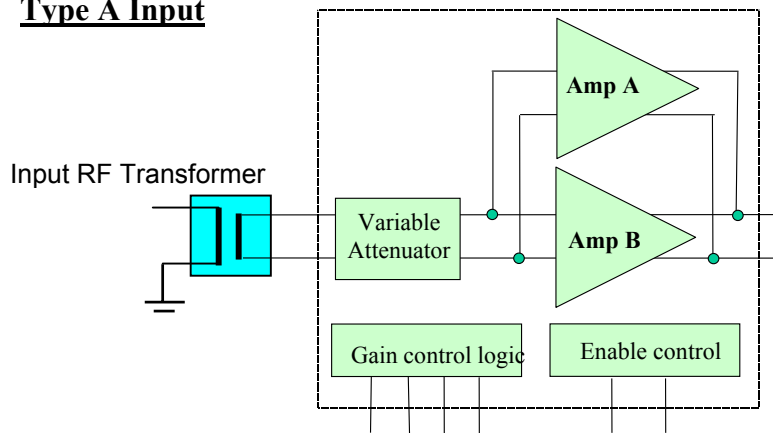 Type A Input
Amp A
Input RF Transformer
Variable
Attenuator
Amp B
Gain control logic
Enable control